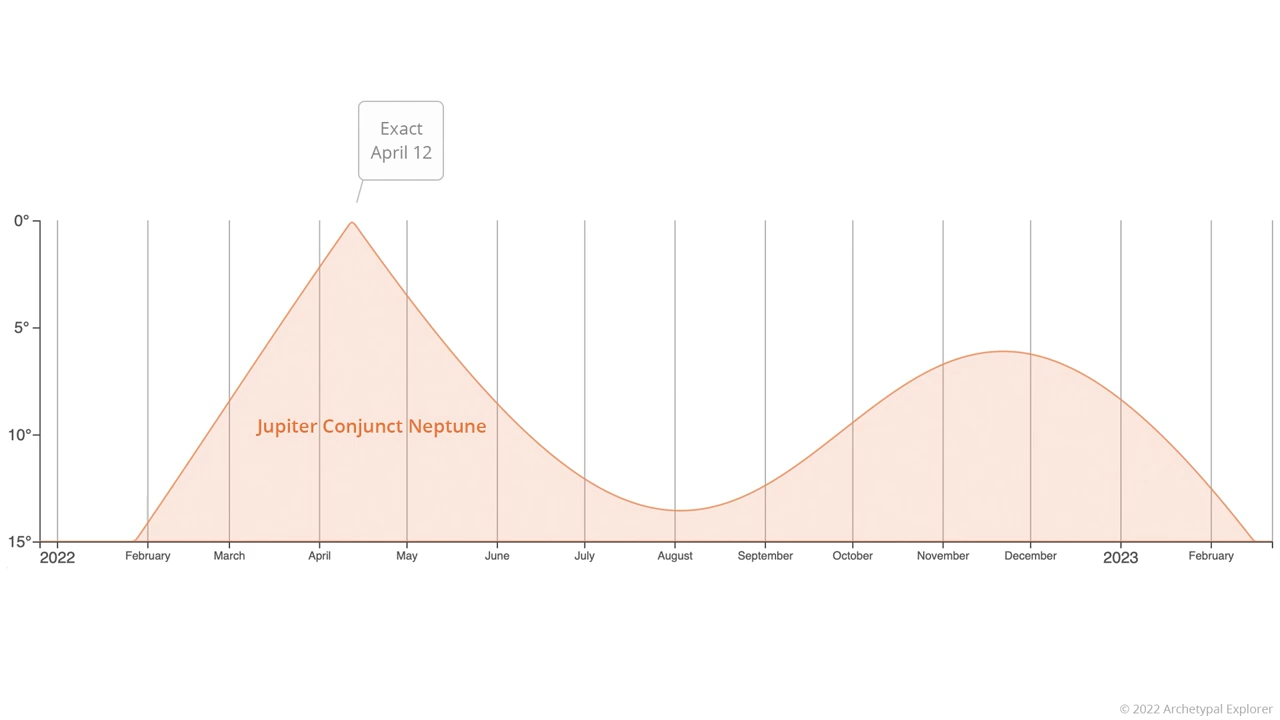 Exact
April 12
0°
5°
10°
15°
Jupiter Conjunct Neptune
2022 February March April May June July August September October November December 2023 February
© 2022 Archetypal Explorer